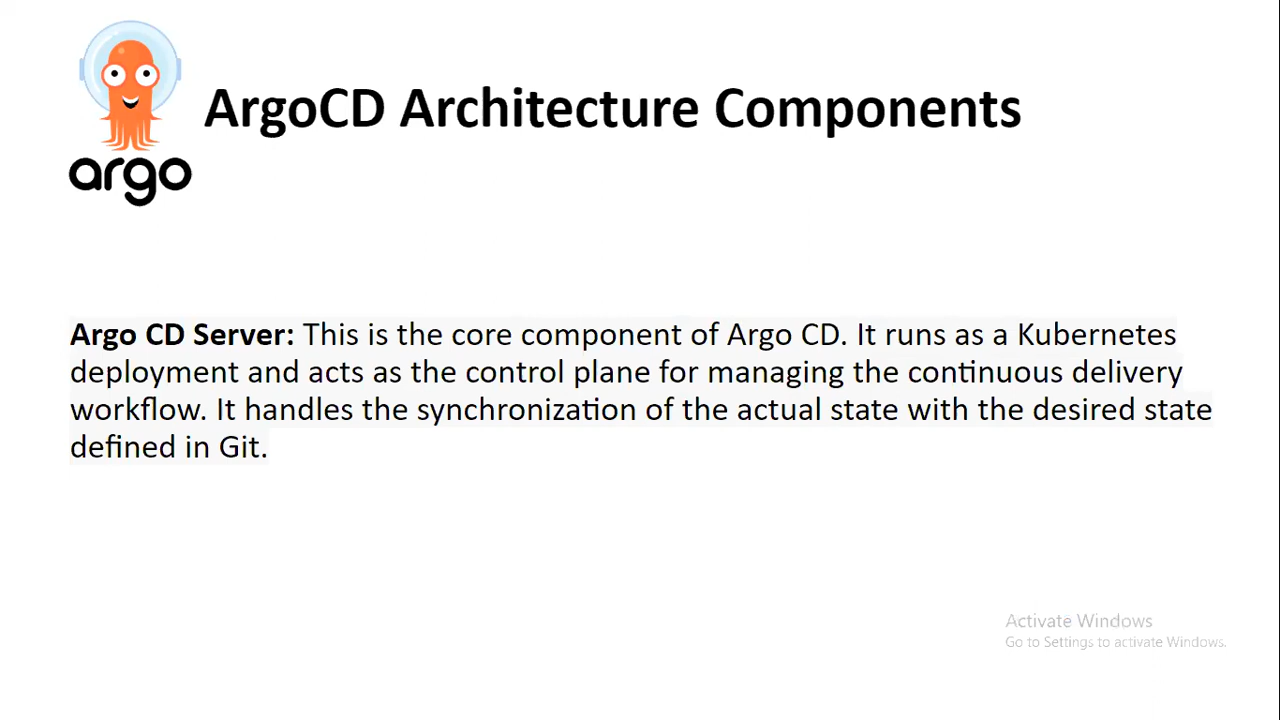 argo
ArgoCD Architecture Components
Argo CD Server: This is the core component of Argo CD. It runs as a Kubernetes
deployment and acts as the control plane for managing the continuous delivery
workflow. It handles the synchronization of the actual state with the desired state
defined in Git.
Activate Windows
Go to Settings to activate Windows.